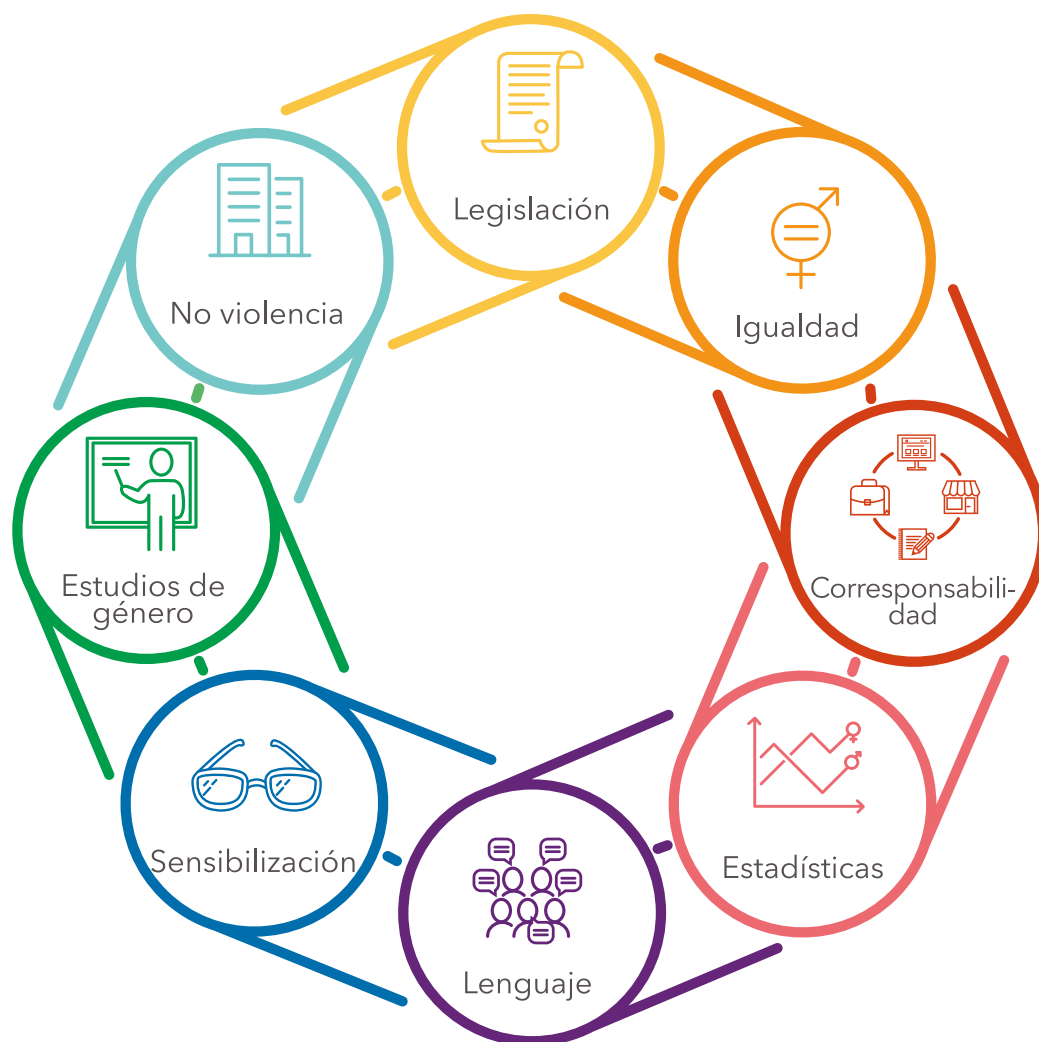 Legislación
Igualdad
Corresponsabili-
dad
Estadísticas
Lenguaje
Sensibilización
Estudios de
género
No violencia